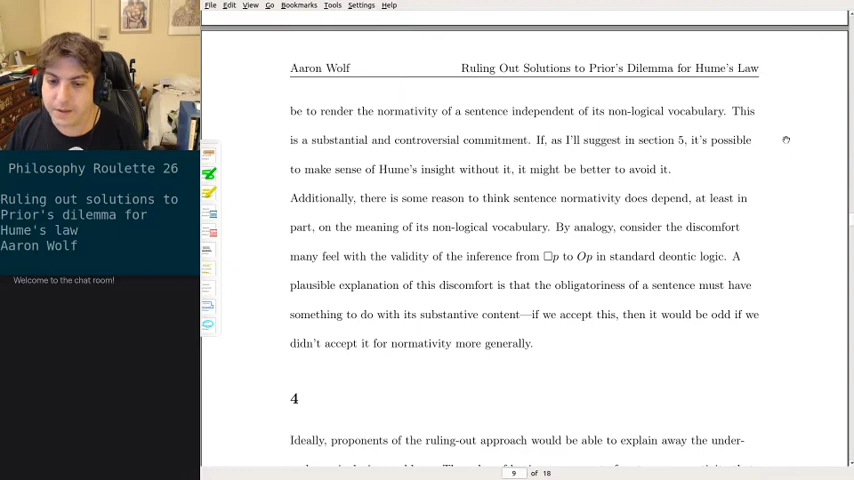 File Edit View Go Bookmarks Tools Settings Help
Aaron Wolf Ruling Out Solutions to Prior's Dilemma for Hume's Law
be to render the normativity of a sentence independent of its non-logical vocabulary. This
is a substantial and controversial commitment. If, as I'll suggest in section 5, it's possible
to make sense of Hume's insight without it, it might be better to avoid it.
Additionally, there is some reason to think sentence normativity does depend, at least in
part, on the meaning of its non-logical vocabulary. By analogy, consider the discomfort
many feel with the validity of the inference from □p to Op in standard deontic logic. A
plausible explanation of this discomfort is that the obligatoriness of a sentence must have
something to do with its substantive content—if we accept this, then it would be odd if we
didn't accept it for normativity more generally.
4
Ideally, proponents of the ruling-out approach would be able to explain away the under-
9 of 18
Philosophy Roulette 26
Ruling out solutions to
Prior's dilemma for
Hume's law
Aaron Wolf
Welcome to the chat room!